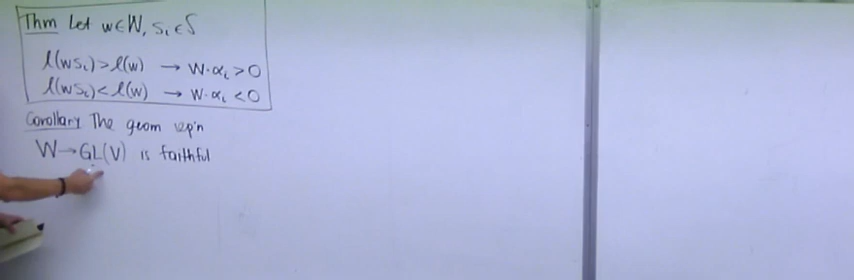 Thm Let w∈W, sᵢ∈S
l(wsᵢ)>l(w) → w·αᵢ>0
l(wsᵢ)<l(w) → w·αᵢ<0
Corollary The geom rep'n
W→GL(V) is faithful